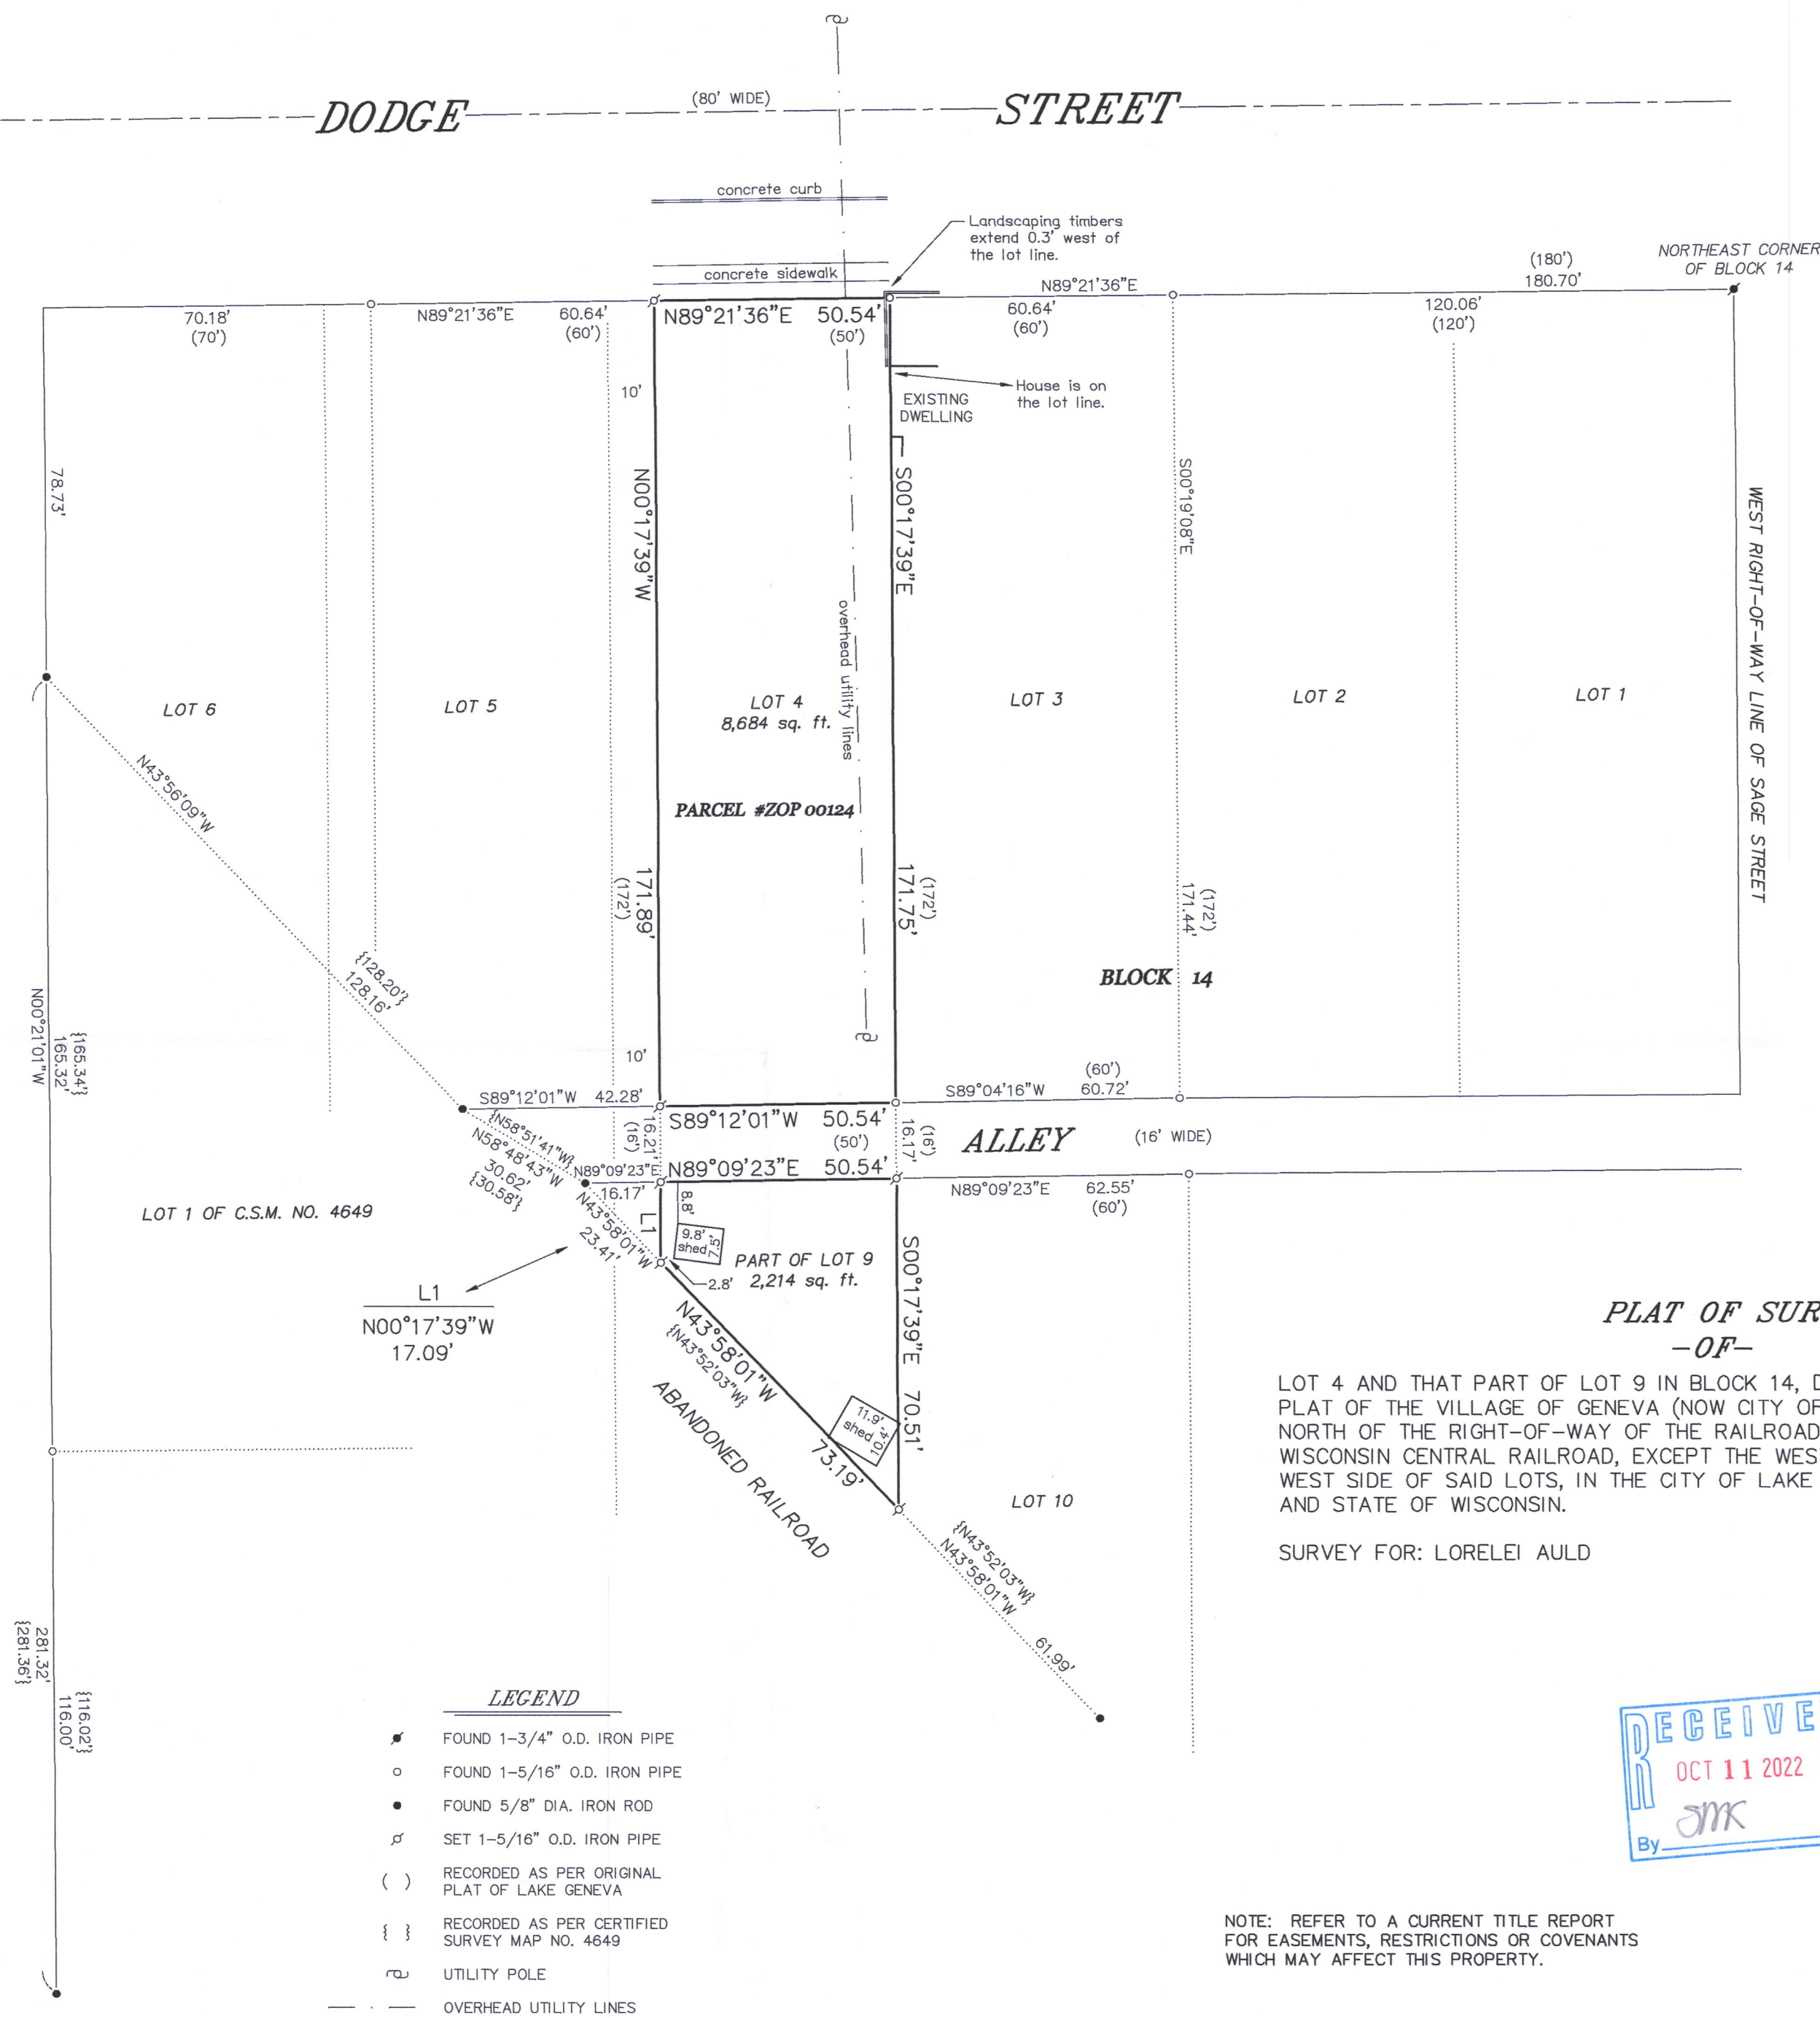 DODGE (80' WIDE) STREET
concrete curb
Landscaping timbers
extend 0.3' west of
the lot line.
concrete sidewalk
NORTHEAST CORNER
OF BLOCK 14
N89°21'36"E
(180')
180.70'
70.18'
(70')
N89°21'36"E
60.64'
(60')
N89°21'36"E 50.54'
(50')
60.64'
(60')
120.06'
(120')
10'
House is on
the lot line.
EXISTING
DWELLING
78.73'
N00°17'39"W
S00°17'39"E
S00°19'08"E
WEST RIGHT-OF-WAY LINE OF SAGE STREET
overhead utility lines
LOT 6
LOT 5
LOT 4
8,684 sq. ft.
LOT 3
LOT 2
LOT 1
N43°56'09"W
PARCEL #ZOP 00124
171.89'
(172')
(172')
171.75'
(172')
171.44'
{128.20'}
128.16'
BLOCK 14
N00°21'01"W
{165.34'}
165.32'
10'
S89°12'01"W 42.28'
S89°12'01"W 50.54'
(50')
S89°04'16"W
(60')
60.72'
16.21'
(16')
(16')
16.17'
ALLEY (16' WIDE)
{N58°51'41"W}
N58°48'43"W
30.62'
{30.58'}
N89°09'23"E
16.17'
N89°09'23"E 50.54'
N89°09'23"E 62.55'
(60')
LOT 1 OF C.S.M. NO. 4649
N43°58'01"W
23.41'
L1
8.8'
9.8'
shed
7.5'
2.8'
PART OF LOT 9
2,214 sq. ft.
L1
N00°17'39"W
17.09'
S00°17'39"E 70.51'
N43°58'01"W
{N43°52'03"W}
73.19'
11.9'
shed
10.4'
ABANDONED RAILROAD
LOT 10
{N43°52'03"W}
N43°58'01"W
61.99'
PLAT OF SUR
-OF-
LOT 4 AND THAT PART OF LOT 9 IN BLOCK 14, D
PLAT OF THE VILLAGE OF GENEVA (NOW CITY OF
NORTH OF THE RIGHT-OF-WAY OF THE RAILROAD
WISCONSIN CENTRAL RAILROAD, EXCEPT THE WES
WEST SIDE OF SAID LOTS, IN THE CITY OF LAKE
AND STATE OF WISCONSIN.
SURVEY FOR: LORELEI AULD
281.32'
{281.36'}
{116.02'}
116.00'
LEGEND
FOUND 1-3/4" O.D. IRON PIPE
FOUND 1-5/16" O.D. IRON PIPE
FOUND 5/8" DIA. IRON ROD
SET 1-5/16" O.D. IRON PIPE
( ) RECORDED AS PER ORIGINAL
PLAT OF LAKE GENEVA
{ } RECORDED AS PER CERTIFIED
SURVEY MAP NO. 4649
UTILITY POLE
OVERHEAD UTILITY LINES
RECEIVE
OCT 11 2022
SMK
By
NOTE: REFER TO A CURRENT TITLE REPORT
FOR EASEMENTS, RESTRICTIONS OR COVENANTS
WHICH MAY AFFECT THIS PROPERTY.